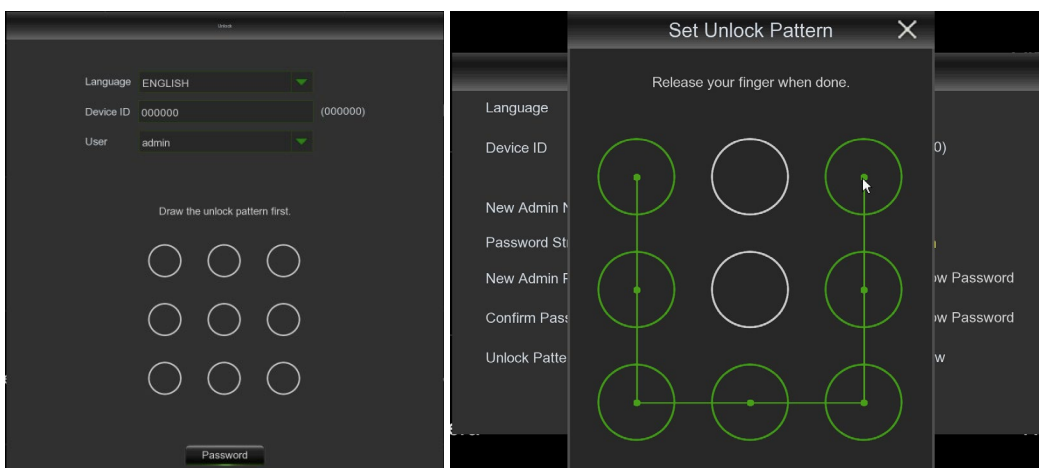 Unlock
Language ENGLISH
Device ID 000000 (000000)
User admin
Draw the unlock pattern first.
Password
Set Unlock Pattern
Release your finger when done.
Language
Device ID 0)
New Admin N
Password St
New Admin P ow Password
Confirm Pass ow Password
Unlock Patte w